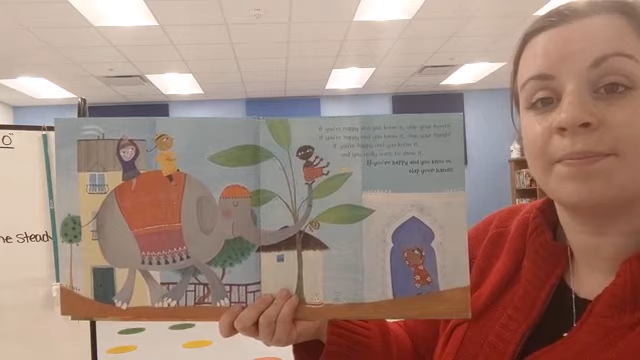 If you're happy and you know it, clap your hands!
If you're happy and you know it, clap your hands!
If you're happy and you know it,
and you really want to show it,
If you're happy and you know it,
clap your hands!
he stead